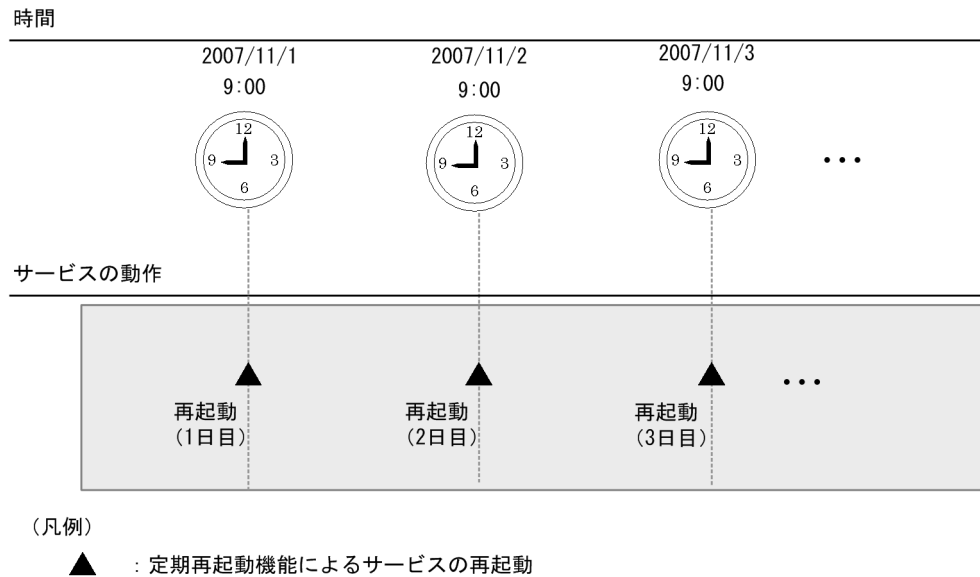 時間
2007/11/1 2007/11/2 2007/11/3
9:00 9:00 9:00
12 12 12
9 3 9 3 9 3 •••
6 6 6
サービスの動作
•••
再起動 再起動 再起動
(1日目) (2日目) (3日目)
(凡例)
▲ : 定期再起動機能によるサービスの再起動